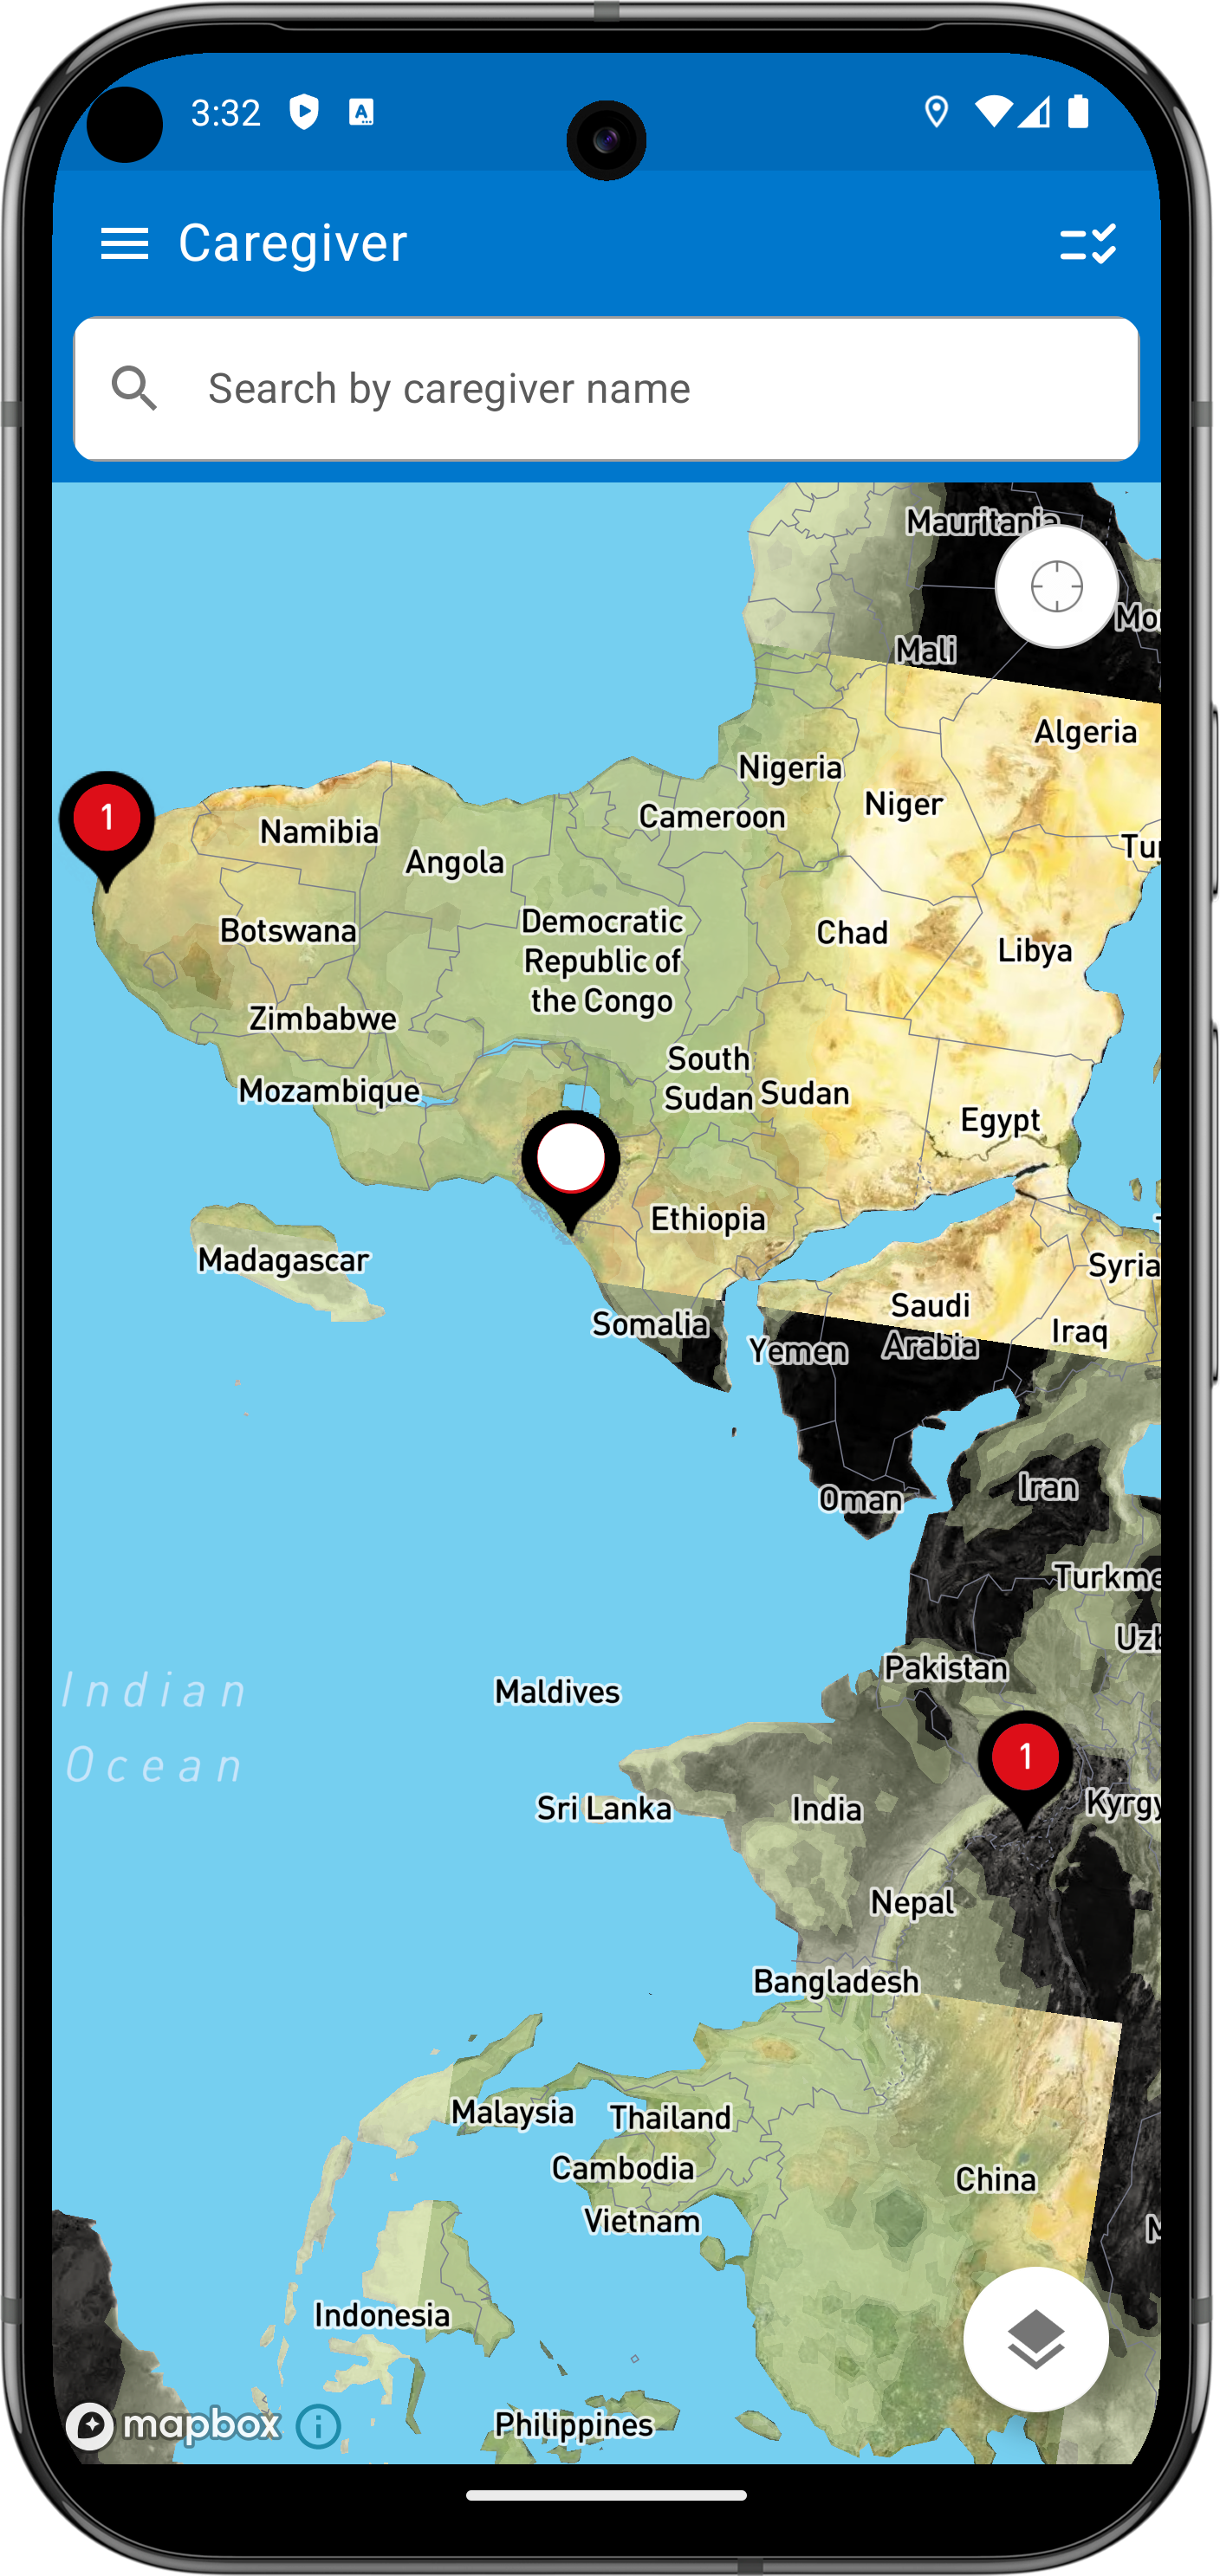 3:32
A
Caregiver
Search by caregiver name
Mauritania
Mo
Mali
Algeria
Nigeria
Niger
Cameroon
1
Namibia
Tu
Angola
Democratic
Republic of
the Congo
Botswana
Chad
Libya
Zimbabwe
South
Sudan
Sudan
Mozambique
Egypt
Ethiopia
Madagascar
Syria
Saudi
Arabia
Somalia
Iraq
Yemen
Iran
Oman
Turkme
Uzb
Pakistan
Indian
Ocean
Maldives
1
Sri Lanka
India
Kyrgy
Nepal
Bangladesh
Malaysia
Thailand
Cambodia
China
Vietnam
Indonesia
mapbox
Philippines